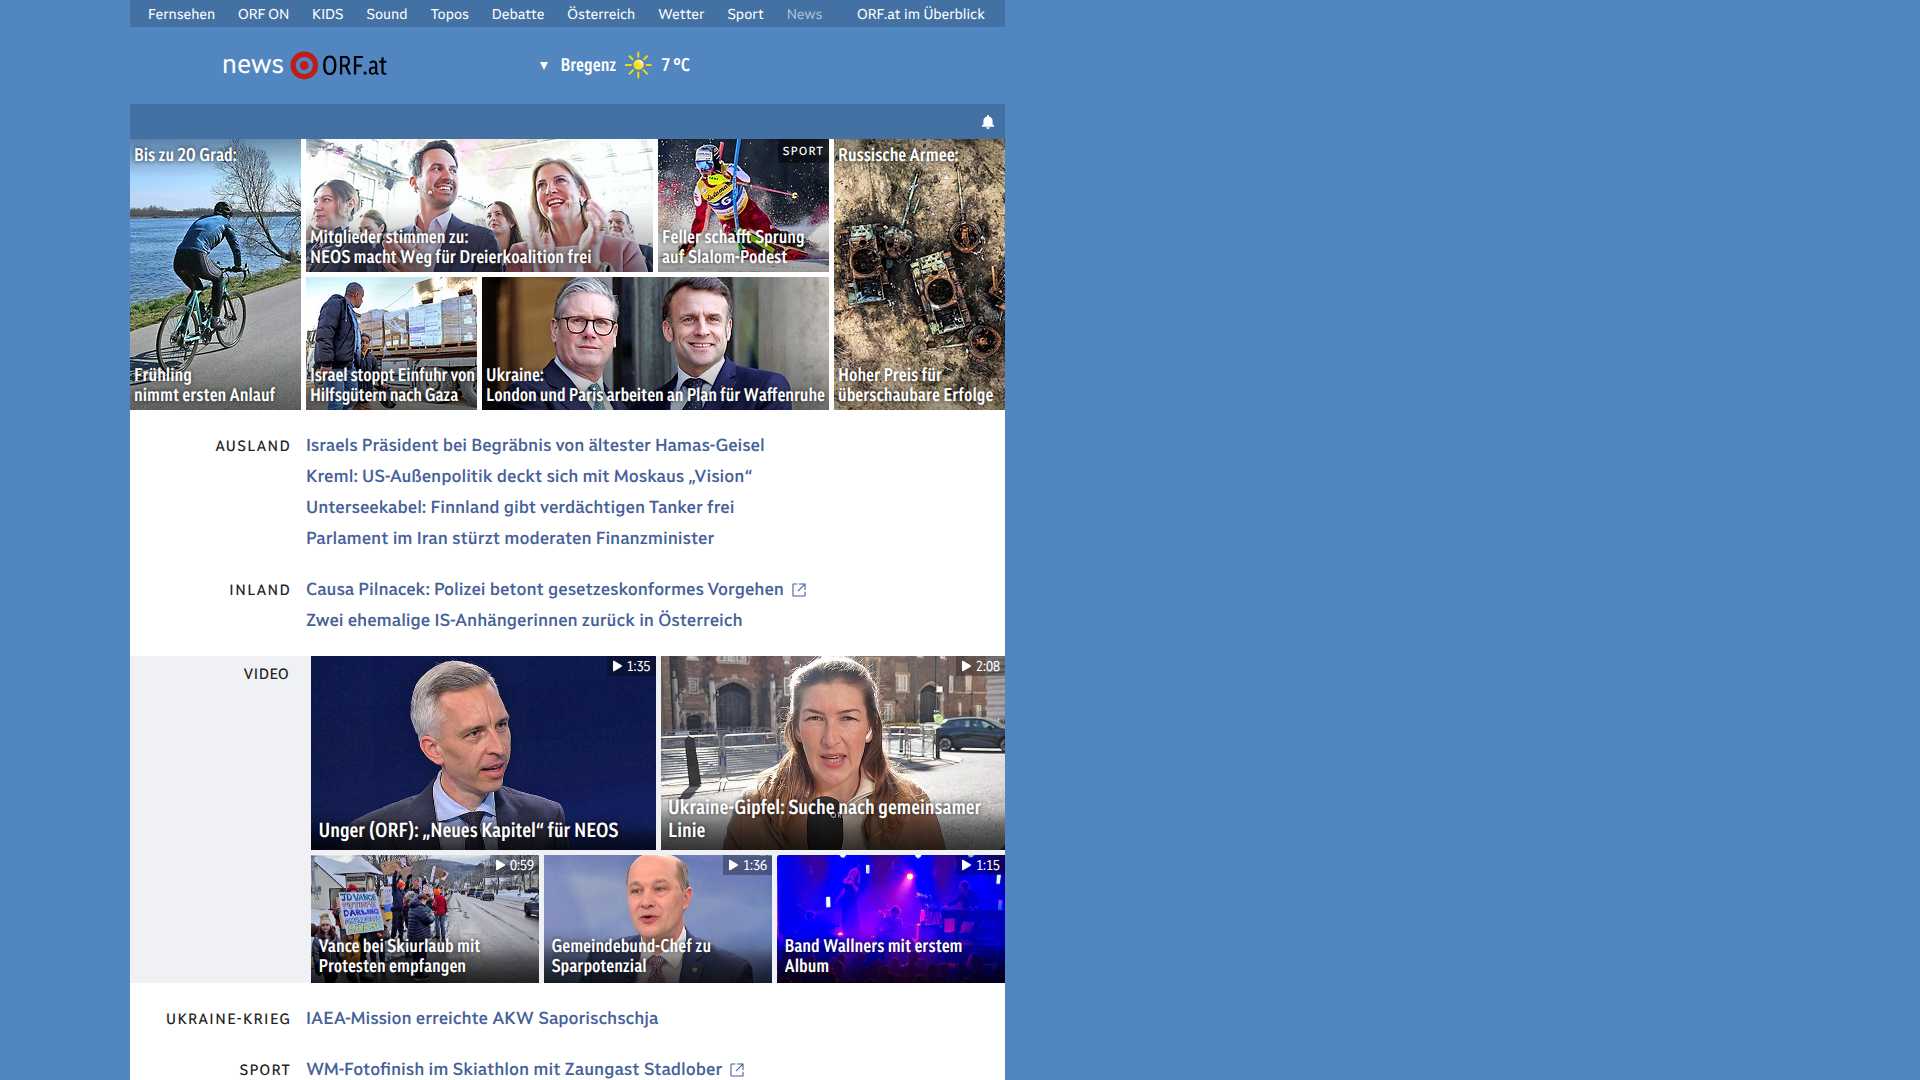 Fernsehen ORF ON KIDS Sound Topos Debatte Österreich Wetter Sport News ORF.at im Überblick
news ORF.at
Bregenz 7 °C
Bis zu 20 Grad:
Frühling
nimmt ersten Anlauf
Mitglieder stimmen zu:
NEOS macht Weg für Dreierkoalition frei
SPORT
Feller schafft Sprung
auf Slalom-Podest
Russische Armee:
Hoher Preis für
überschaubare Erfolge
Israel stoppt Einfuhr von
Hilfsgütern nach Gaza
Ukraine:
London und Paris arbeiten an Plan für Waffenruhe
AUSLAND
Israels Präsident bei Begräbnis von ältester Hamas-Geisel
Kreml: US-Außenpolitik deckt sich mit Moskaus „Vision“
Unterseekabel: Finnland gibt verdächtigen Tanker frei
Parlament im Iran stürzt moderaten Finanzminister
INLAND
Causa Pilnacek: Polizei betont gesetzeskonformes Vorgehen
Zwei ehemalige IS-Anhängerinnen zurück in Österreich
VIDEO
1:35
Unger (ORF): „Neues Kapitel“ für NEOS
2:08
Ukraine-Gipfel: Suche nach gemeinsamer
Linie
0:59
JD VANCE
DARLING
Vance bei Skiurlaub mit
Protesten empfangen
1:36
Gemeindebund-Chef zu
Sparpotenzial
1:15
Band Wallners mit erstem
Album
UKRAINE-KRIEG
IAEA-Mission erreichte AKW Saporischschja
SPORT
WM-Fotofinish im Skiathlon mit Zaungast Stadlober